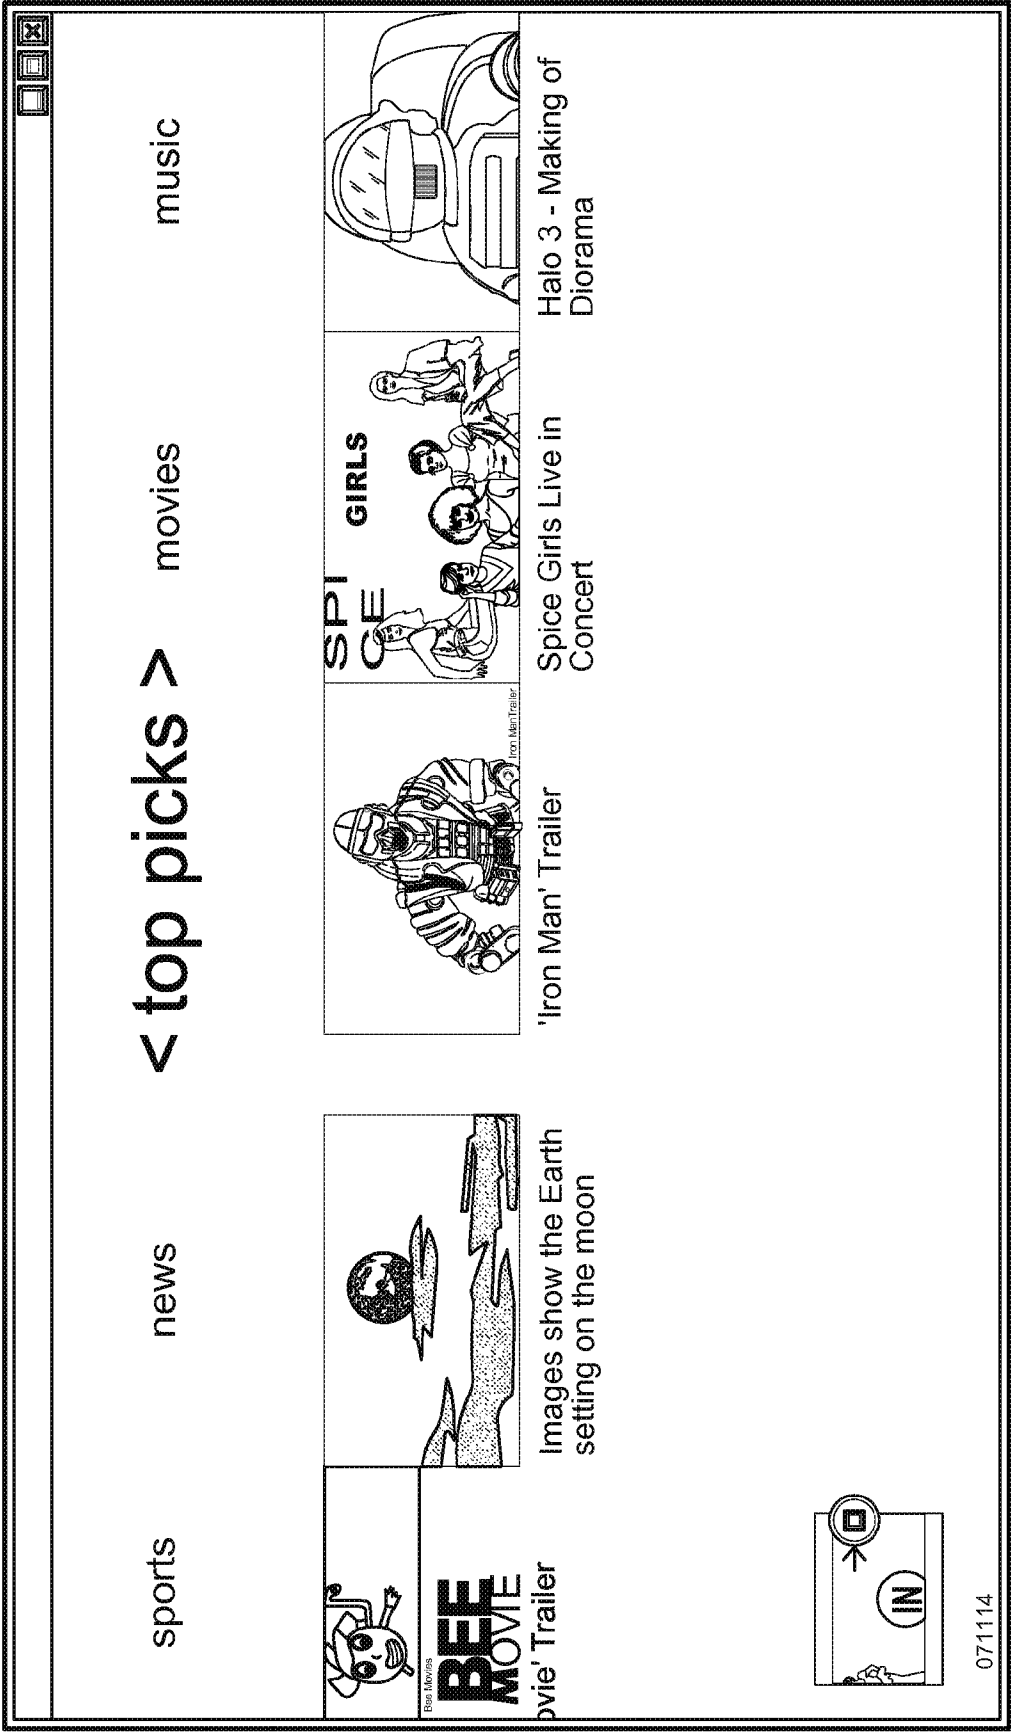 sports
news
< top picks >
movies
music
Bee Movies
BEE
MOVIE
ovie' Trailer
Images show the Earth
setting on the moon
Iron ManTrailer
'Iron Man' Trailer
SPI
CE
GIRLS
Spice Girls Live in
Concert
Halo 3 - Making of
Diorama
IN
071114